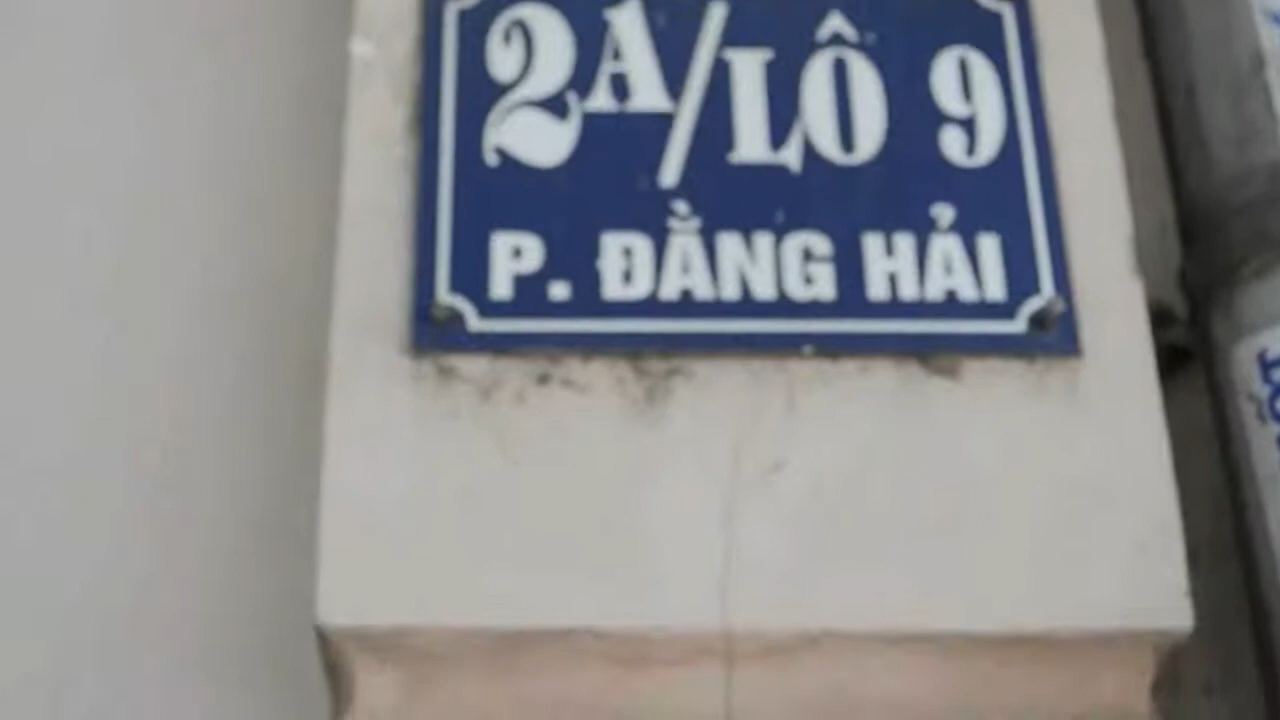 2A/LÔ 9
P. ĐẰNG HẢI